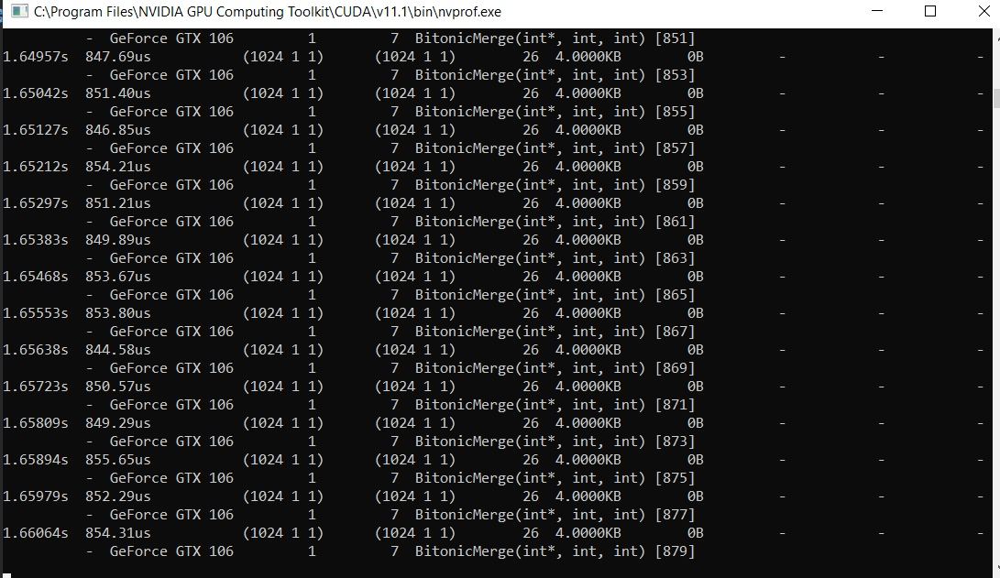 C:\Program Files\NVIDIA GPU Computing Toolkit\CUDA\v11.1\bin\nvprof.exe
- GeForce GTX 106 1 7 BitonicMerge(int*, int, int) [851]
1.64957s 847.69us (1024 1 1) (1024 1 1) 26 4.0000KB 0B - - -
- GeForce GTX 106 1 7 BitonicMerge(int*, int, int) [853]
1.65042s 851.40us (1024 1 1) (1024 1 1) 26 4.0000KB 0B - - -
- GeForce GTX 106 1 7 BitonicMerge(int*, int, int) [855]
1.65127s 846.85us (1024 1 1) (1024 1 1) 26 4.0000KB 0B - - -
- GeForce GTX 106 1 7 BitonicMerge(int*, int, int) [857]
1.65212s 854.21us (1024 1 1) (1024 1 1) 26 4.0000KB 0B - - -
- GeForce GTX 106 1 7 BitonicMerge(int*, int, int) [859]
1.65297s 851.21us (1024 1 1) (1024 1 1) 26 4.0000KB 0B - - -
- GeForce GTX 106 1 7 BitonicMerge(int*, int, int) [861]
1.65383s 849.89us (1024 1 1) (1024 1 1) 26 4.0000KB 0B - - -
- GeForce GTX 106 1 7 BitonicMerge(int*, int, int) [863]
1.65468s 853.67us (1024 1 1) (1024 1 1) 26 4.0000KB 0B - - -
- GeForce GTX 106 1 7 BitonicMerge(int*, int, int) [865]
1.65553s 853.80us (1024 1 1) (1024 1 1) 26 4.0000KB 0B - - -
- GeForce GTX 106 1 7 BitonicMerge(int*, int, int) [867]
1.65638s 844.58us (1024 1 1) (1024 1 1) 26 4.0000KB 0B - - -
- GeForce GTX 106 1 7 BitonicMerge(int*, int, int) [869]
1.65723s 850.57us (1024 1 1) (1024 1 1) 26 4.0000KB 0B - - -
- GeForce GTX 106 1 7 BitonicMerge(int*, int, int) [871]
1.65809s 849.29us (1024 1 1) (1024 1 1) 26 4.0000KB 0B - - -
- GeForce GTX 106 1 7 BitonicMerge(int*, int, int) [873]
1.65894s 855.65us (1024 1 1) (1024 1 1) 26 4.0000KB 0B - - -
- GeForce GTX 106 1 7 BitonicMerge(int*, int, int) [875]
1.65979s 852.29us (1024 1 1) (1024 1 1) 26 4.0000KB 0B - - -
- GeForce GTX 106 1 7 BitonicMerge(int*, int, int) [877]
1.66064s 854.31us (1024 1 1) (1024 1 1) 26 4.0000KB 0B - - -
- GeForce GTX 106 1 7 BitonicMerge(int*, int, int) [879]